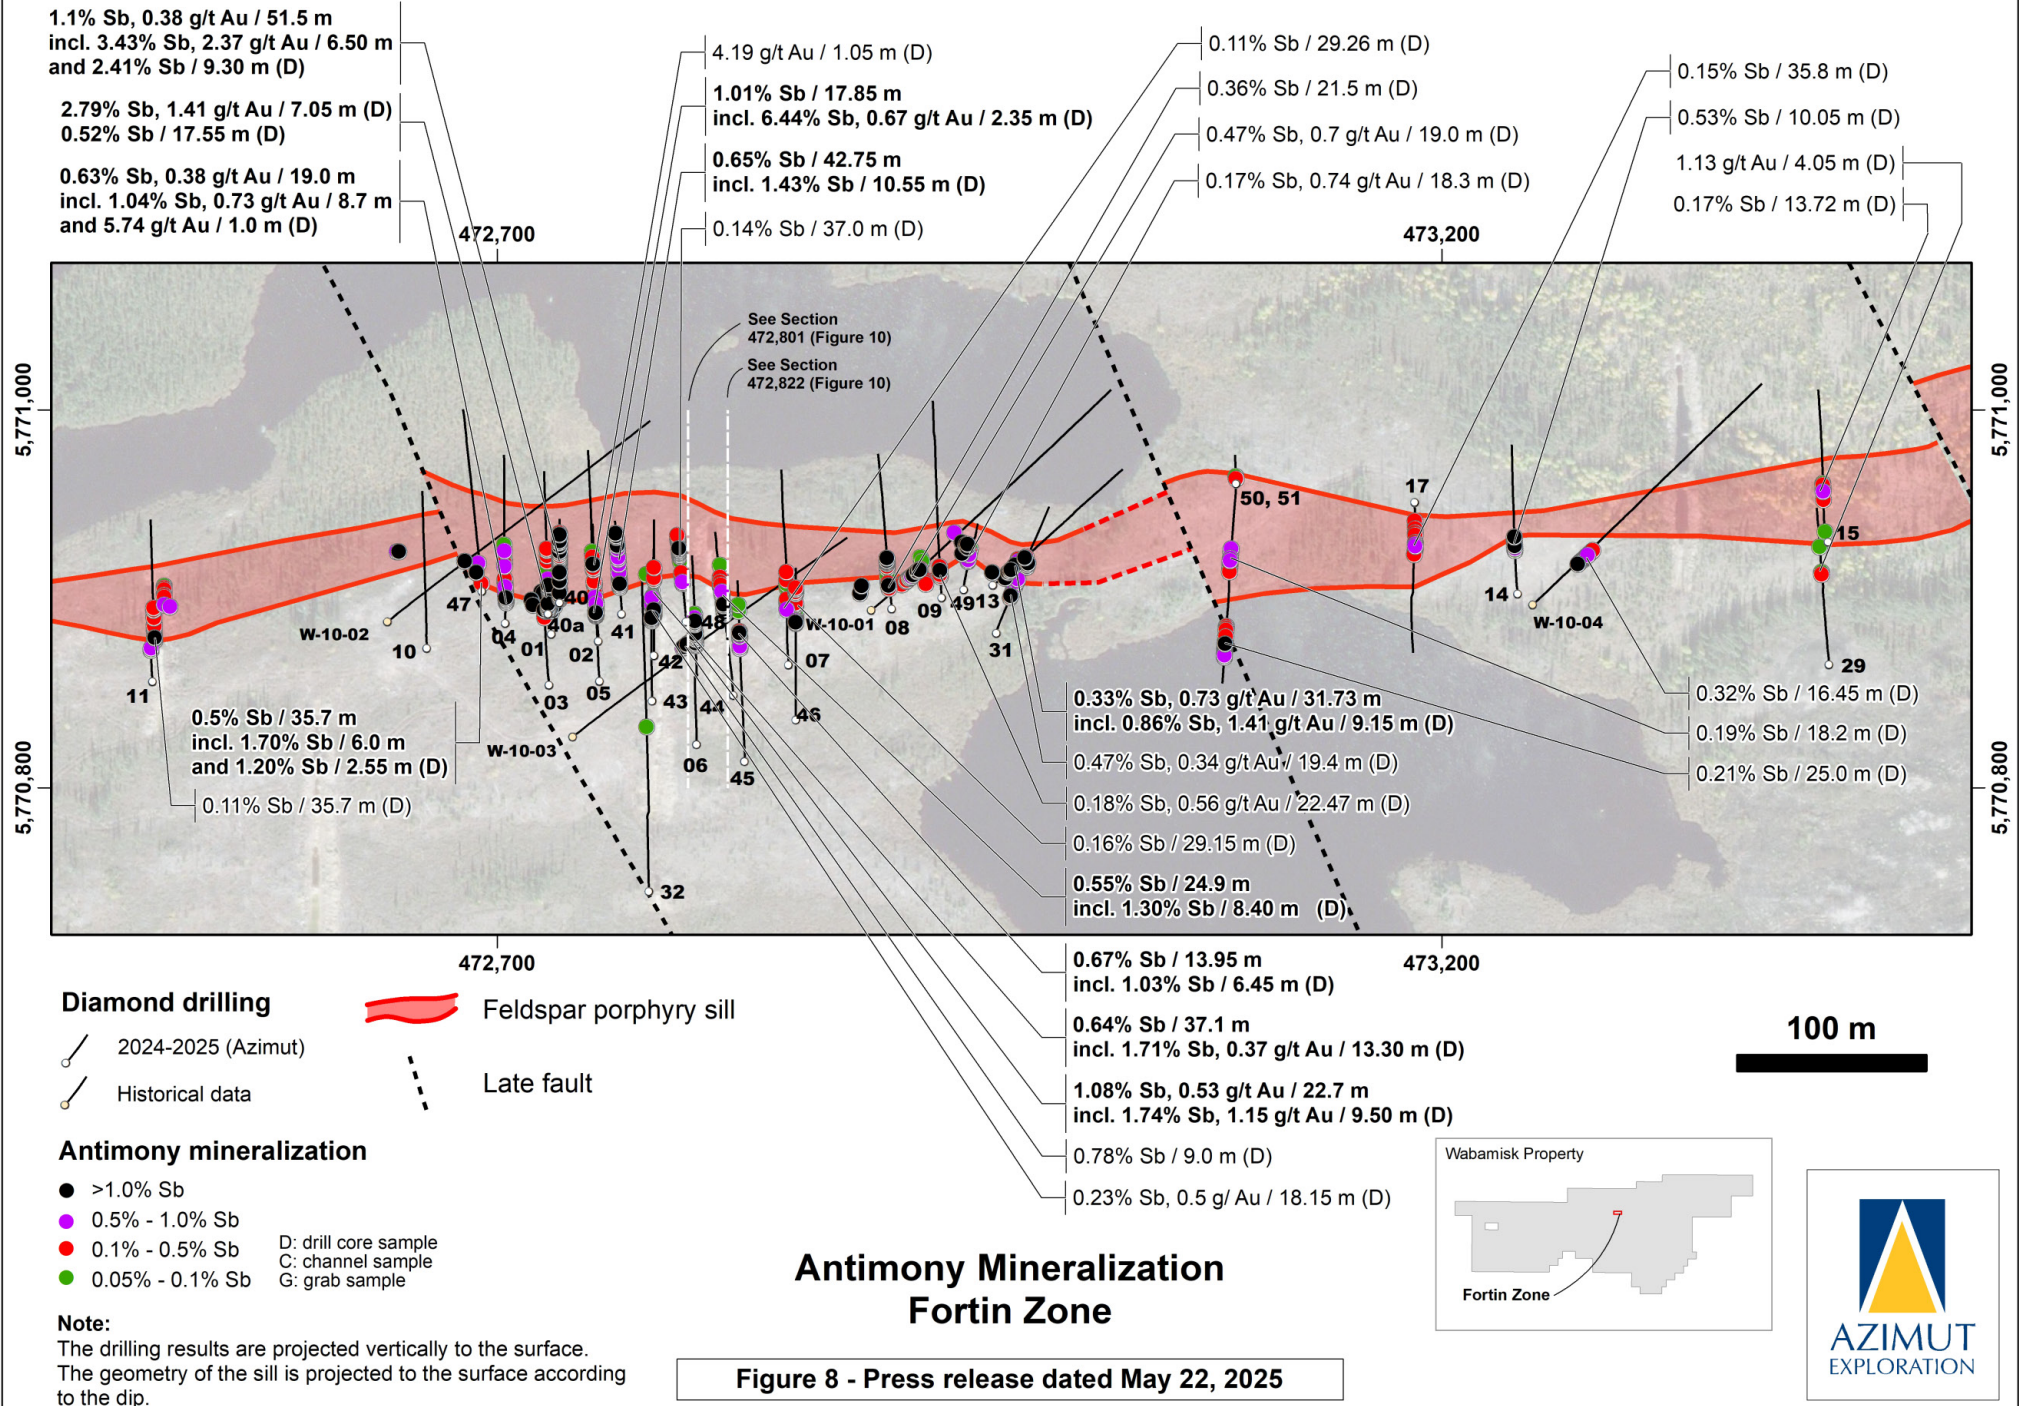 1.1% Sb, 0.38 g/t Au / 51.5 m
incl. 3.43% Sb, 2.37 g/t Au / 6.50 m
and 2.41% Sb / 9.30 m (D)
2.79% Sb, 1.41 g/t Au / 7.05 m (D)
0.52% Sb / 17.55 m (D)
0.63% Sb, 0.38 g/t Au / 19.0 m
incl. 1.04% Sb, 0.73 g/t Au / 8.7 m
and 5.74 g/t Au / 1.0 m (D)
4.19 g/t Au / 1.05 m (D)
1.01% Sb / 17.85 m
incl. 6.44% Sb, 0.67 g/t Au / 2.35 m (D)
0.65% Sb / 42.75 m
incl. 1.43% Sb / 10.55 m (D)
0.14% Sb / 37.0 m (D)
0.11% Sb / 29.26 m (D)
0.36% Sb / 21.5 m (D)
0.47% Sb, 0.7 g/t Au / 19.0 m (D)
0.17% Sb, 0.74 g/t Au / 18.3 m (D)
0.15% Sb / 35.8 m (D)
0.53% Sb / 10.05 m (D)
1.13 g/t Au / 4.05 m (D)
0.17% Sb / 13.72 m (D)
472,700
473,200
See Section
472,801 (Figure 10)
See Section
472,822 (Figure 10)
5,771,000
5,771,000
50, 51
17
15
47
W-10-02
10
04
01
40
40a
02
41
42
48
W-10-01
08
09
49
13
31
14
W-10-04
29
11
03
05
43
44
07
46
W-10-03
06
45
32
0.5% Sb / 35.7 m
incl. 1.70% Sb / 6.0 m
and 1.20% Sb / 2.55 m (D)
0.11% Sb / 35.7 m (D)
0.33% Sb, 0.73 g/t Au / 31.73 m
incl. 0.86% Sb, 1.41 g/t Au / 9.15 m (D)
0.47% Sb, 0.34 g/t Au / 19.4 m (D)
0.18% Sb, 0.56 g/t Au / 22.47 m (D)
0.16% Sb / 29.15 m (D)
0.55% Sb / 24.9 m
incl. 1.30% Sb / 8.40 m (D)
0.32% Sb / 16.45 m (D)
0.19% Sb / 18.2 m (D)
0.21% Sb / 25.0 m (D)
5,770,800
5,770,800
472,700
473,200
0.67% Sb / 13.95 m
incl. 1.03% Sb / 6.45 m (D)
0.64% Sb / 37.1 m
incl. 1.71% Sb, 0.37 g/t Au / 13.30 m (D)
1.08% Sb, 0.53 g/t Au / 22.7 m
incl. 1.74% Sb, 1.15 g/t Au / 9.50 m (D)
0.78% Sb / 9.0 m (D)
0.23% Sb, 0.5 g/ Au / 18.15 m (D)
Diamond drilling
2024-2025 (Azimut)
Historical data
Feldspar porphyry sill
Late fault
100 m
Antimony mineralization
>1.0% Sb
0.5% - 1.0% Sb
0.1% - 0.5% Sb
0.05% - 0.1% Sb
D: drill core sample
C: channel sample
G: grab sample
Note:
The drilling results are projected vertically to the surface.
The geometry of the sill is projected to the surface according
to the dip.
Antimony Mineralization
Fortin Zone
Figure 8 - Press release dated May 22, 2025
Wabamisk Property
Fortin Zone
AZIMUT
EXPLORATION